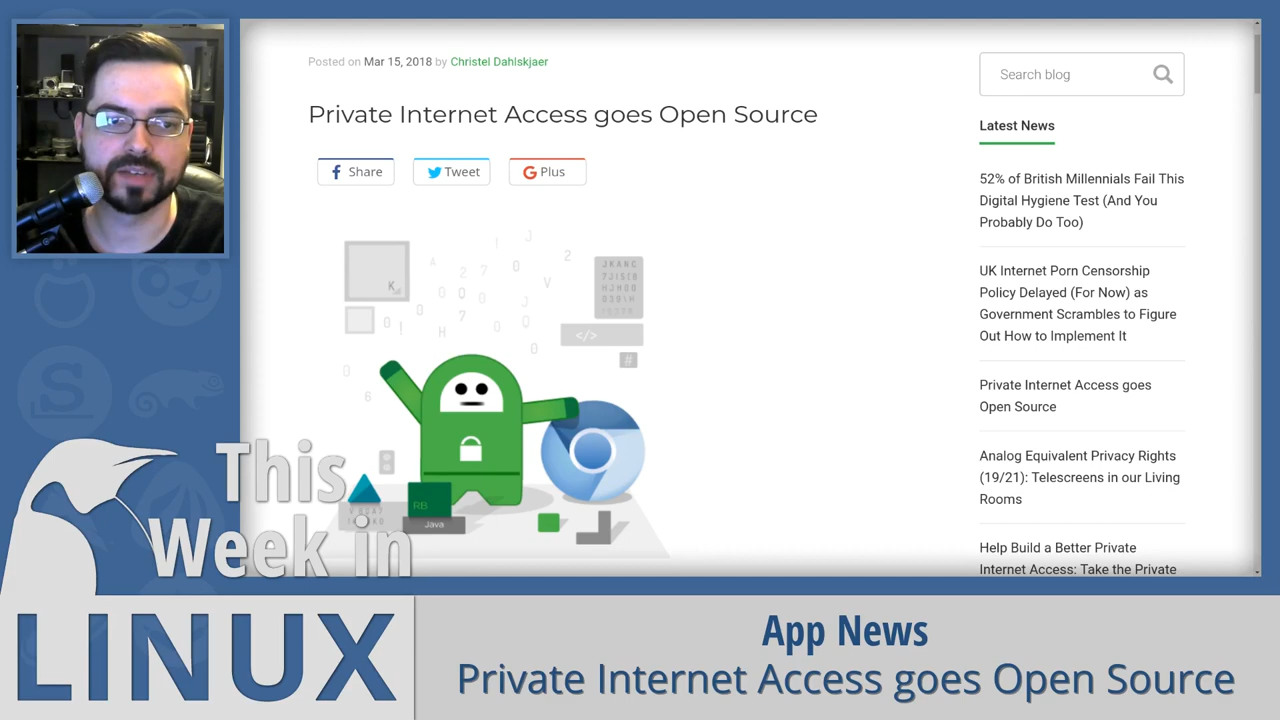 Posted on Mar 15, 2018 by Christel Dahlskjaer
Private Internet Access goes Open Source
Share
Tweet
Plus
Search blog
Latest News
52% of British Millennials Fail This
Digital Hygiene Test (And You
Probably Do Too)
UK Internet Porn Censorship
Policy Delayed (For Now) as
Government Scrambles to Figure
Out How to Implement It
Private Internet Access goes
Open Source
Analog Equivalent Privacy Rights
(19/21): Telescreens in our Living
Rooms
Help Build a Better Private
Internet Access: Take the Private
K
</>
#
RB
Java
This
Week in
LINUX
App News
Private Internet Access goes Open Source